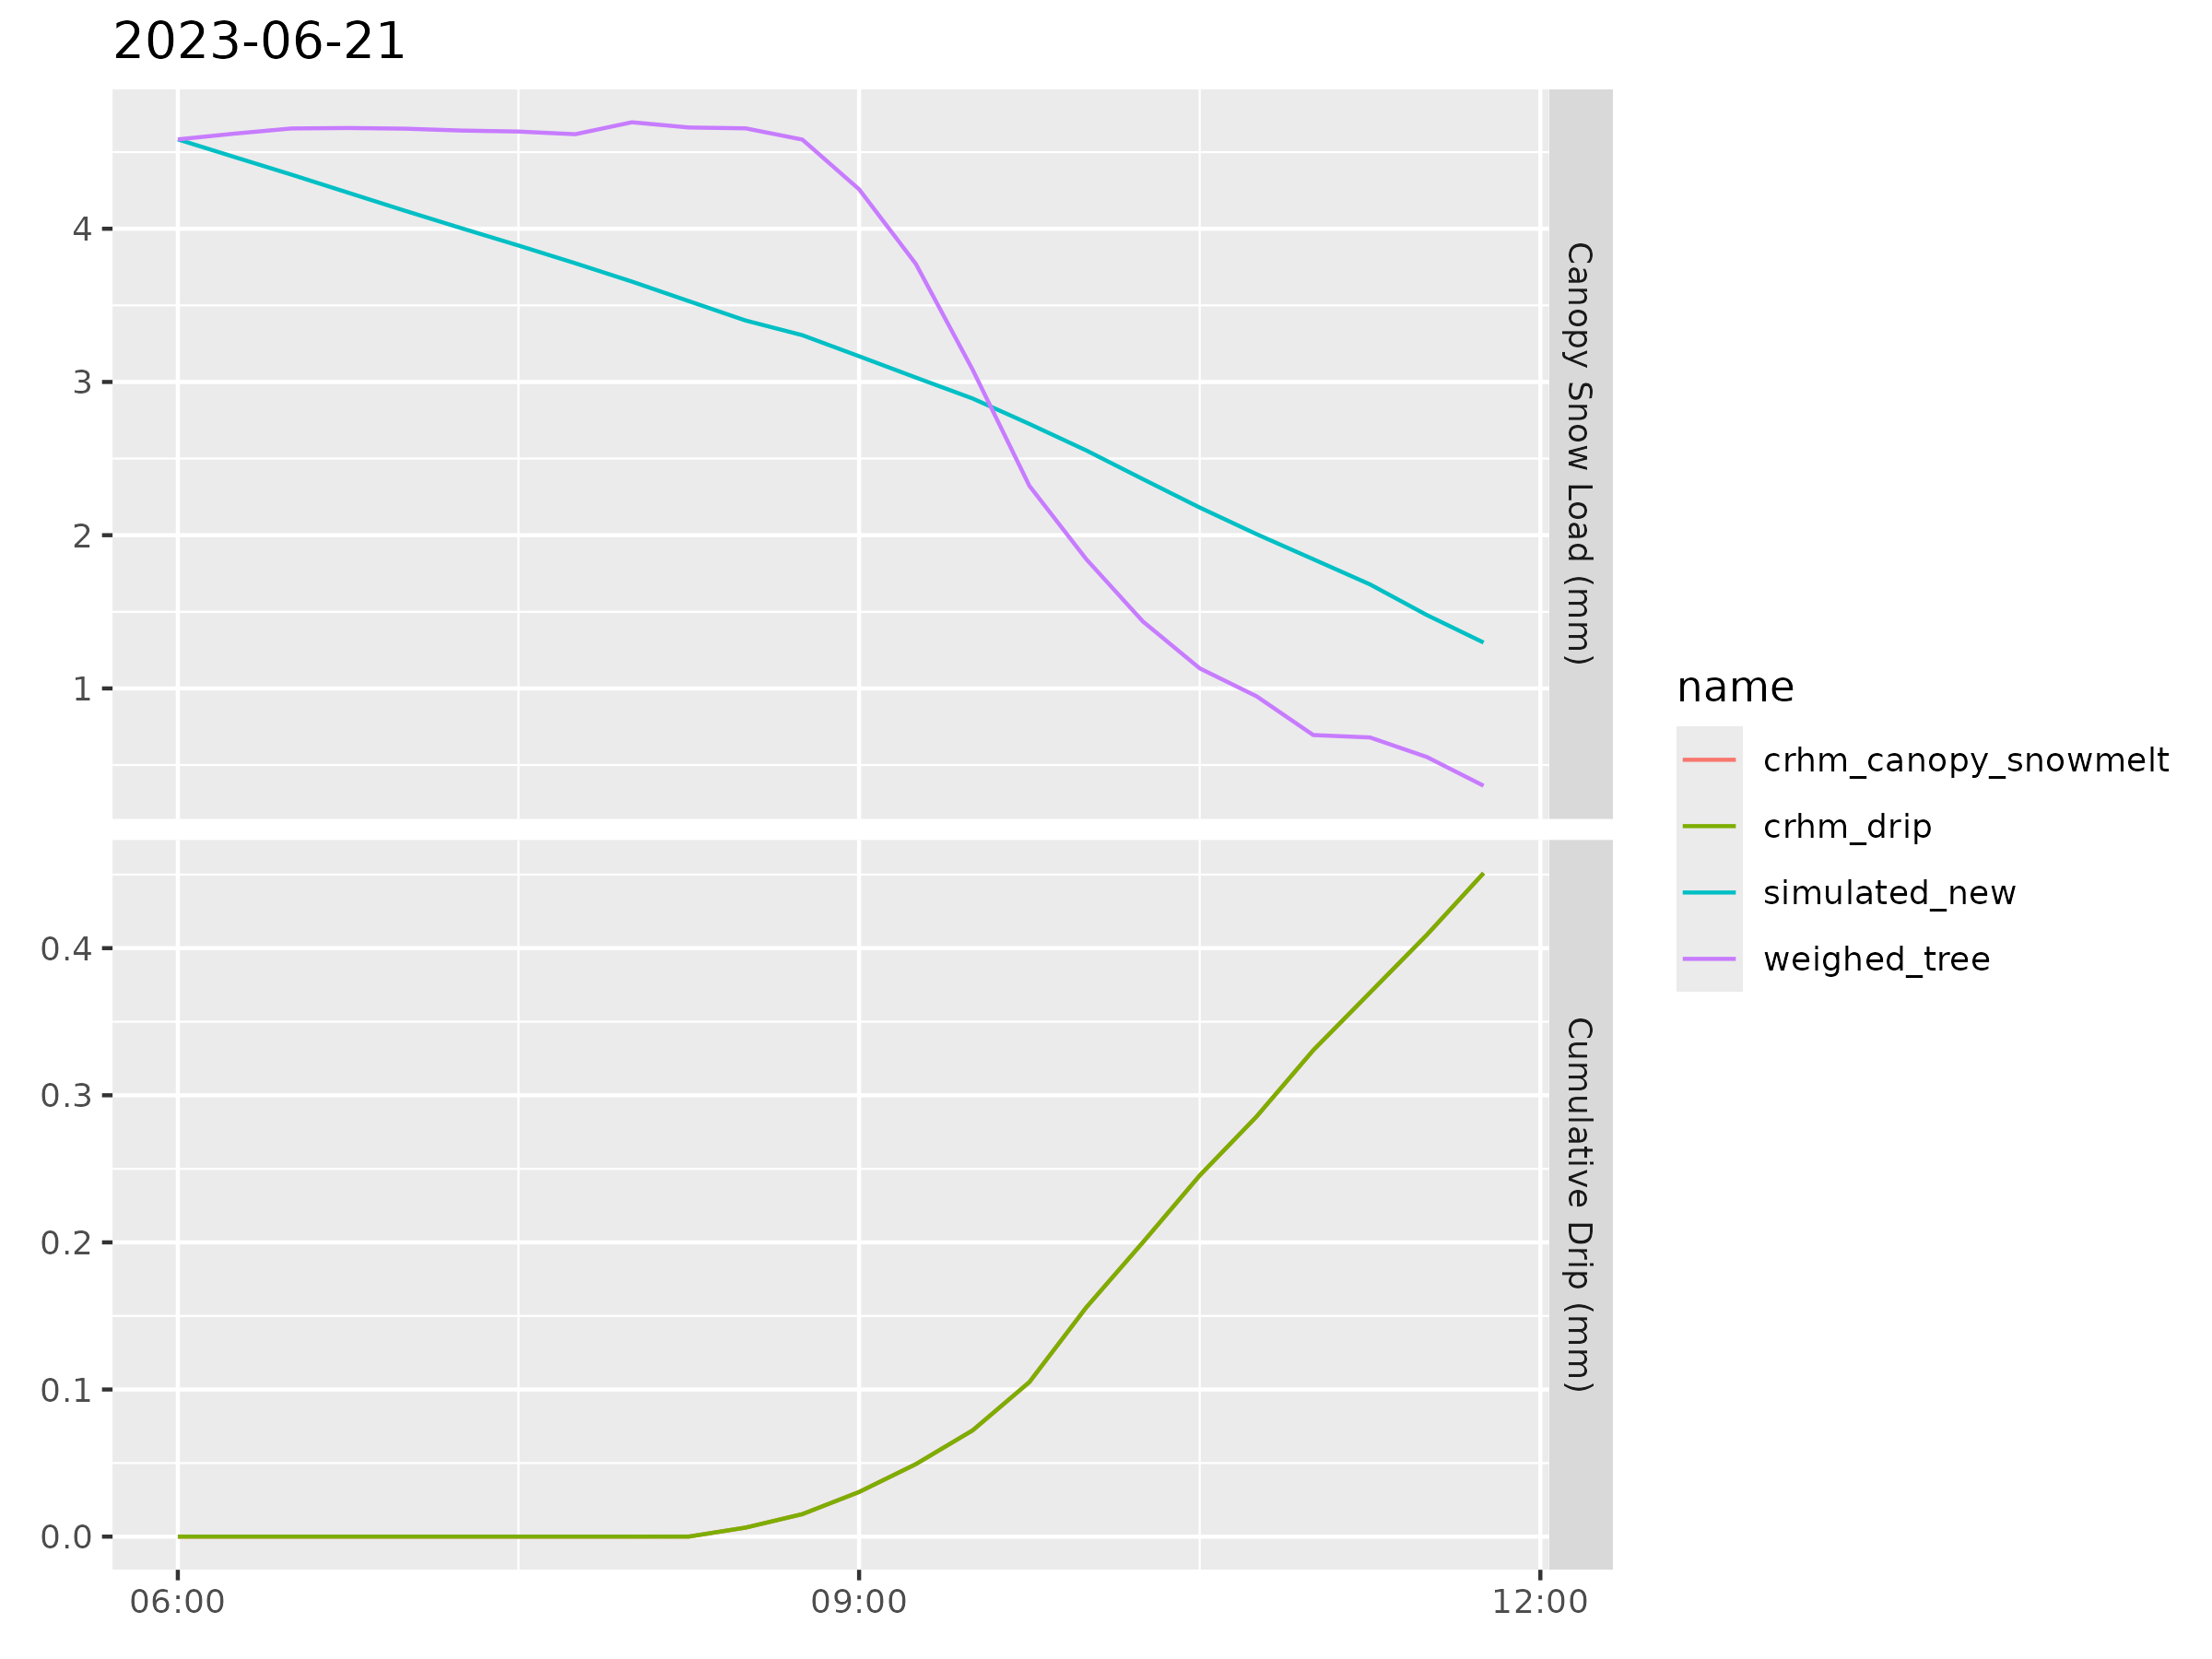 2023-06-21
4
3
2
1
Canopy Snow Load (mm)
0.4
0.3
0.2
0.1
0.0
Cumulative Drip (mm)
06:00
09:00
12:00
name
crhm_canopy_snowmelt
crhm_drip
simulated_new
weighed_tree